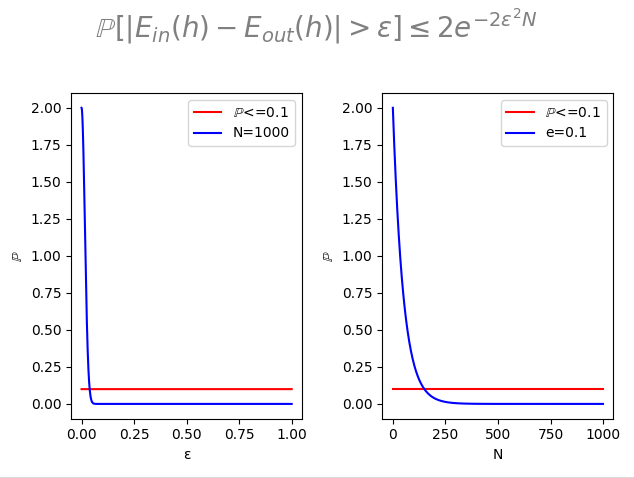 ℙ[|E_in(h) − E_out(h)| > ε] ≤ 2e^{−2ε²N}
2.00
1.75
1.50
1.25
1.00
0.75
0.50
0.25
0.00
ℙ
ℙ<=0.1
N=1000
0.00 0.25 0.50 0.75 1.00
ε
2.00
1.75
1.50
1.25
1.00
0.75
0.50
0.25
0.00
ℙ
ℙ<=0.1
e=0.1
0 250 500 750 1000
N